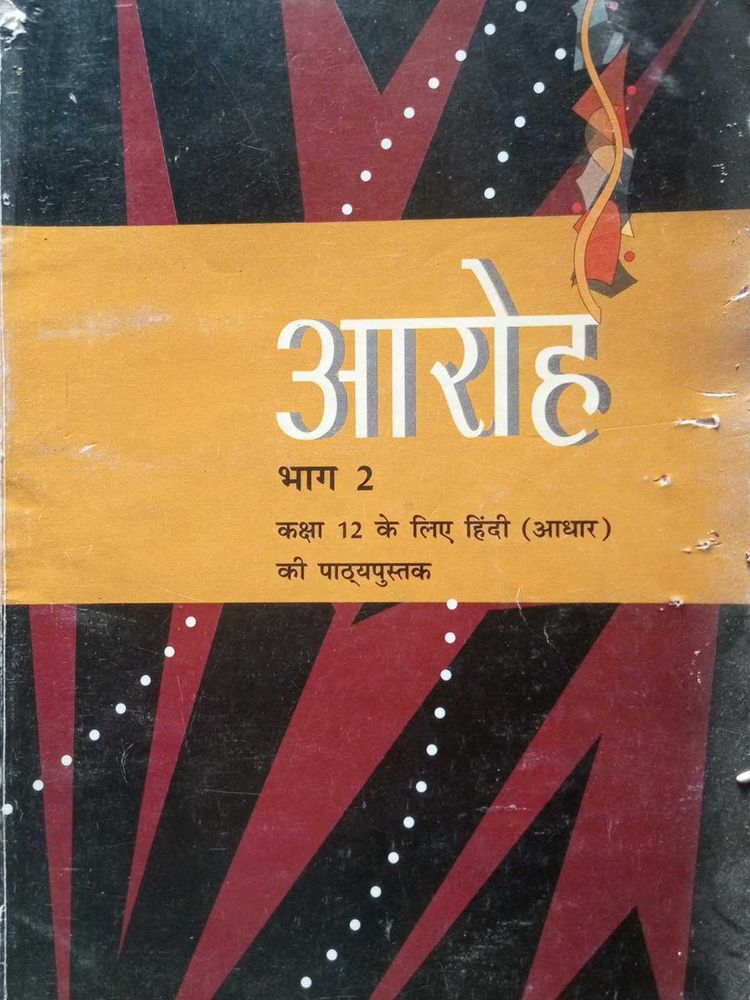 आरोह
भाग 2
कक्षा 12 के लिए हिंदी (आधार)
की पाठ्यपुस्तक